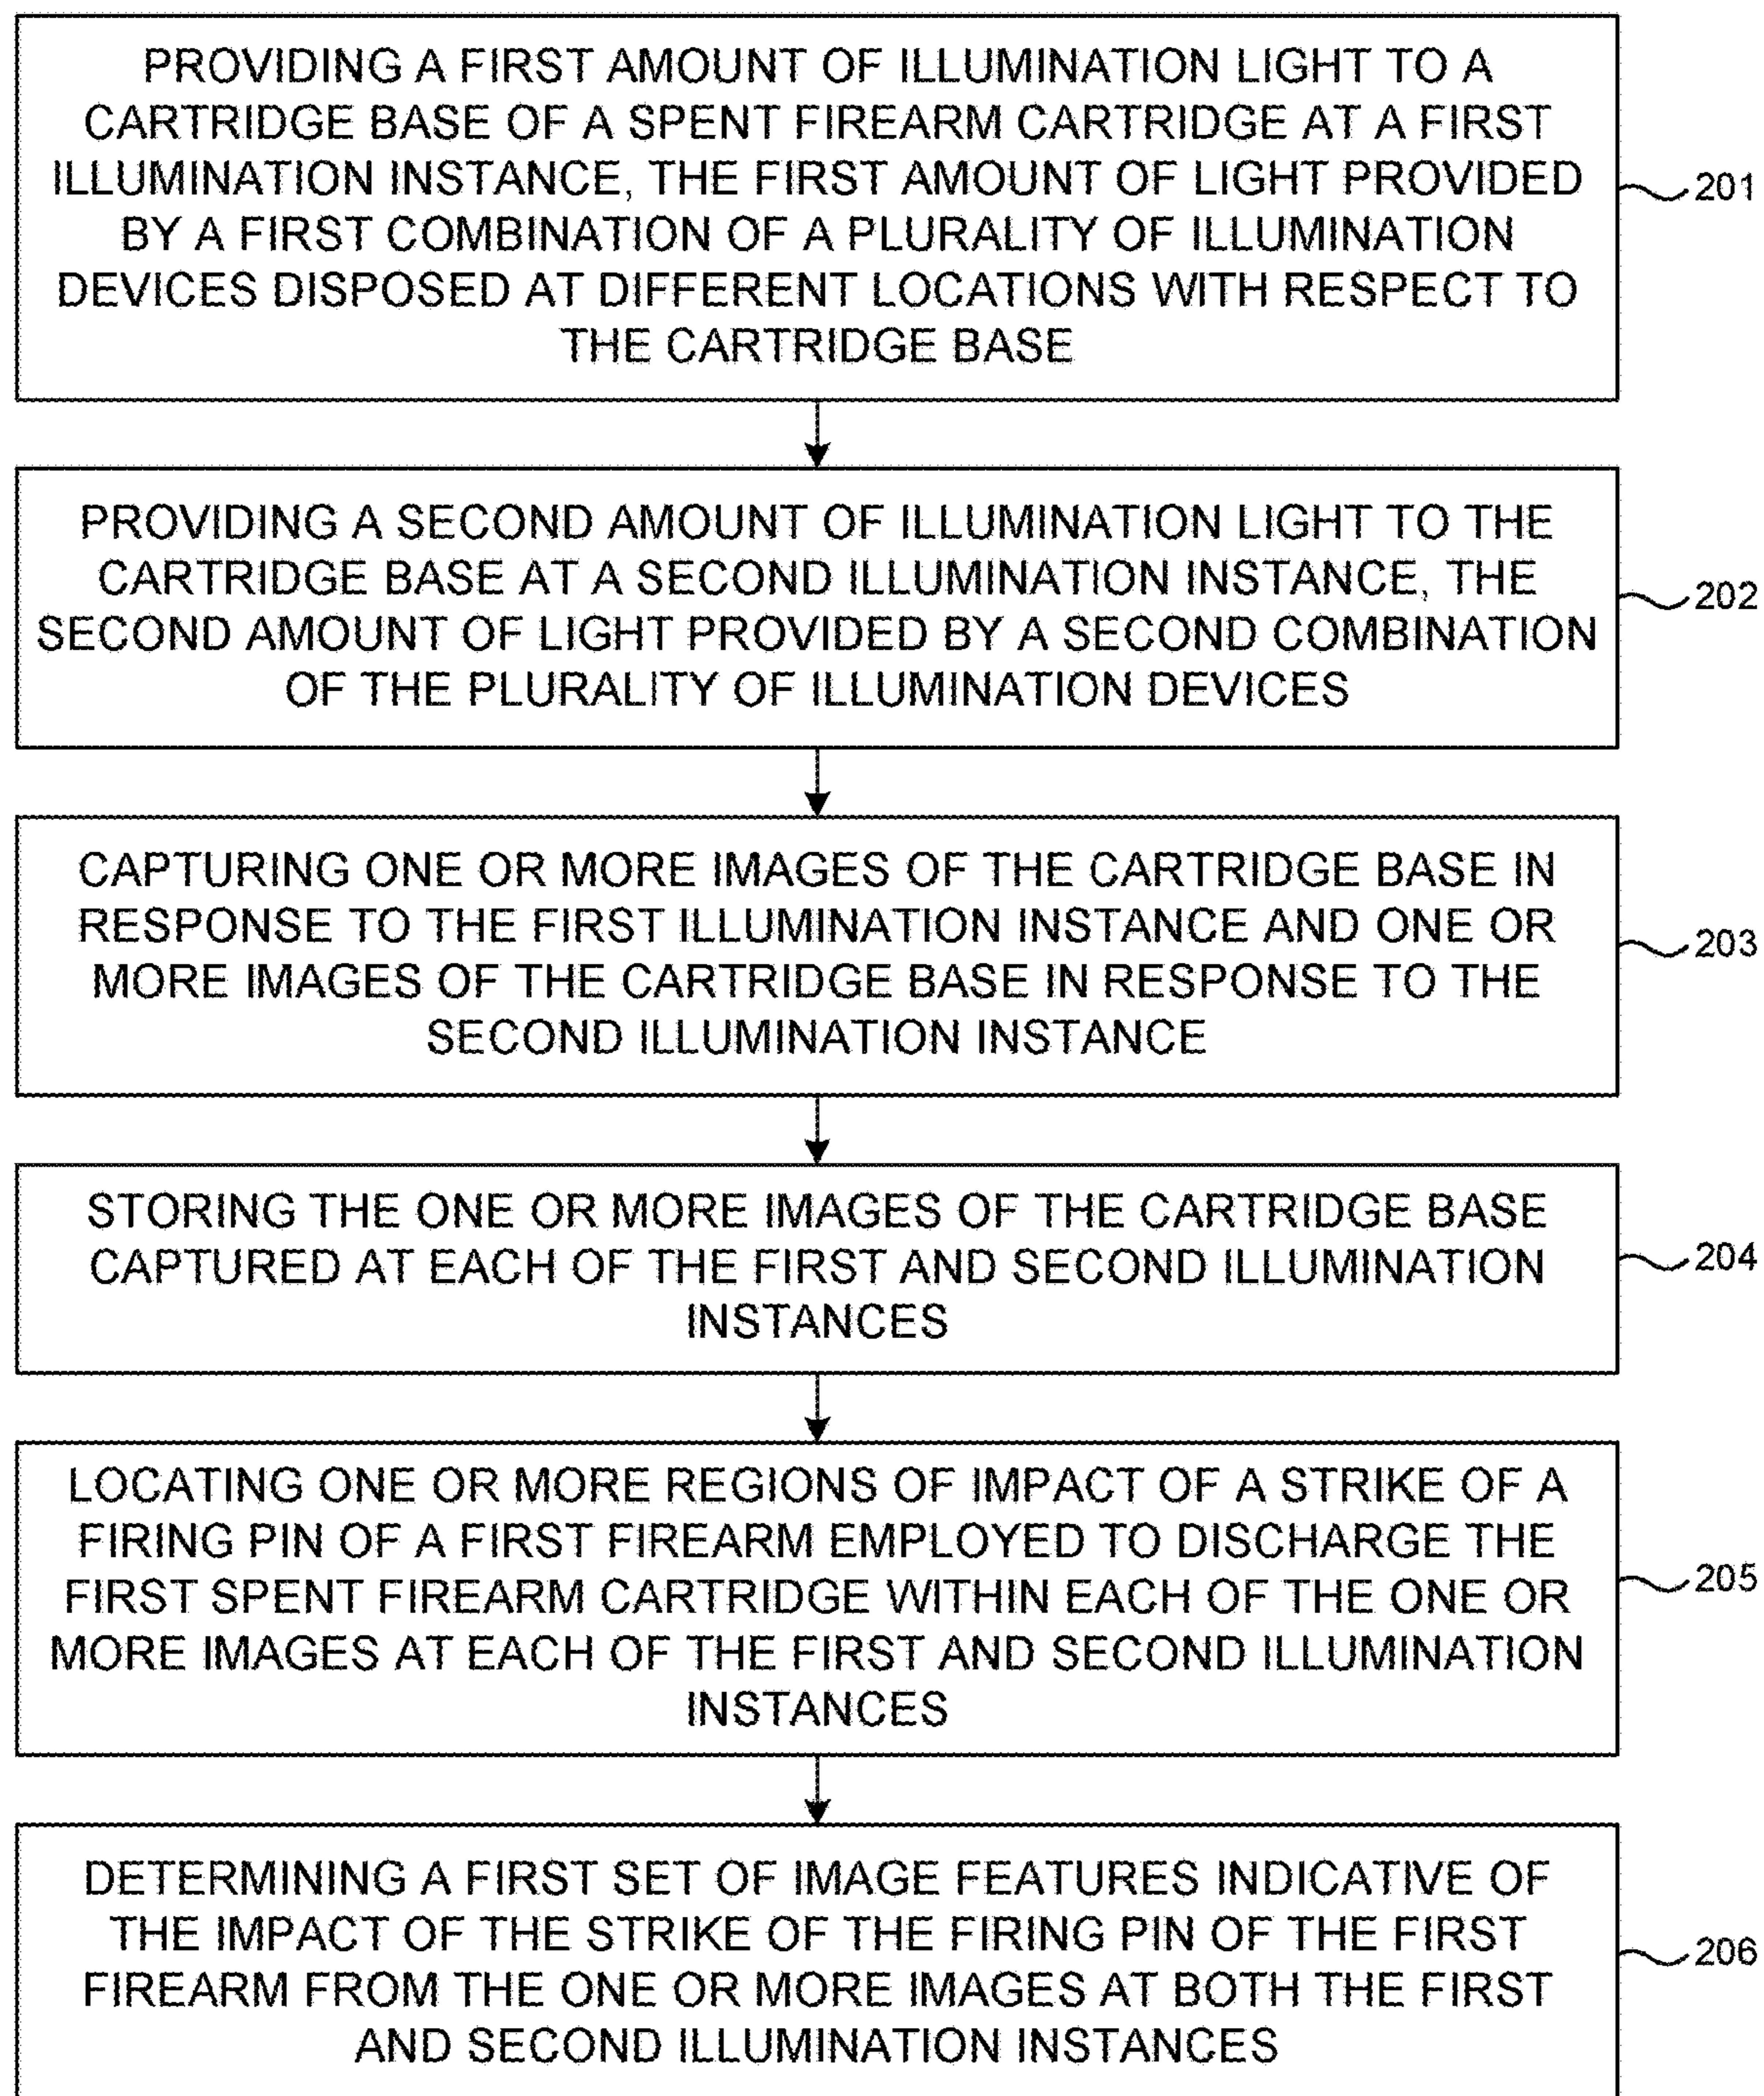 PROVIDING A FIRST AMOUNT OF ILLUMINATION LIGHT TO A
CARTRIDGE BASE OF A SPENT FIREARM CARTRIDGE AT A FIRST
ILLUMINATION INSTANCE, THE FIRST AMOUNT OF LIGHT PROVIDED
BY A FIRST COMBINATION OF A PLURALITY OF ILLUMINATION
DEVICES DISPOSED AT DIFFERENT LOCATIONS WITH RESPECT TO
THE CARTRIDGE BASE
201
PROVIDING A SECOND AMOUNT OF ILLUMINATION LIGHT TO THE
CARTRIDGE BASE AT A SECOND ILLUMINATION INSTANCE, THE
SECOND AMOUNT OF LIGHT PROVIDED BY A SECOND COMBINATION
OF THE PLURALITY OF ILLUMINATION DEVICES
202
CAPTURING ONE OR MORE IMAGES OF THE CARTRIDGE BASE IN
RESPONSE TO THE FIRST ILLUMINATION INSTANCE AND ONE OR
MORE IMAGES OF THE CARTRIDGE BASE IN RESPONSE TO THE
SECOND ILLUMINATION INSTANCE
203
STORING THE ONE OR MORE IMAGES OF THE CARTRIDGE BASE
CAPTURED AT EACH OF THE FIRST AND SECOND ILLUMINATION
INSTANCES
204
LOCATING ONE OR MORE REGIONS OF IMPACT OF A STRIKE OF A
FIRING PIN OF A FIRST FIREARM EMPLOYED TO DISCHARGE THE
FIRST SPENT FIREARM CARTRIDGE WITHIN EACH OF THE ONE OR
MORE IMAGES AT EACH OF THE FIRST AND SECOND ILLUMINATION
INSTANCES
205
DETERMINING A FIRST SET OF IMAGE FEATURES INDICATIVE OF
THE IMPACT OF THE STRIKE OF THE FIRING PIN OF THE FIRST
FIREARM FROM THE ONE OR MORE IMAGES AT BOTH THE FIRST
AND SECOND ILLUMINATION INSTANCES
206